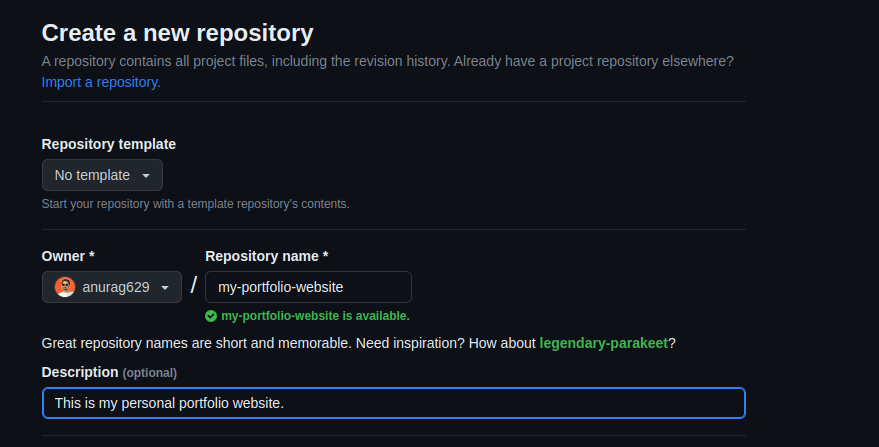 Create a new repository
A repository contains all project files, including the revision history. Already have a project repository elsewhere?
Import a repository.
Repository template
No template
Start your repository with a template repository's contents.
Owner *
Repository name *
anurag629
/
my-portfolio-website
my-portfolio-website is available.
Great repository names are short and memorable. Need inspiration? How about legendary-parakeet?
Description (optional)
This is my personal portfolio website.